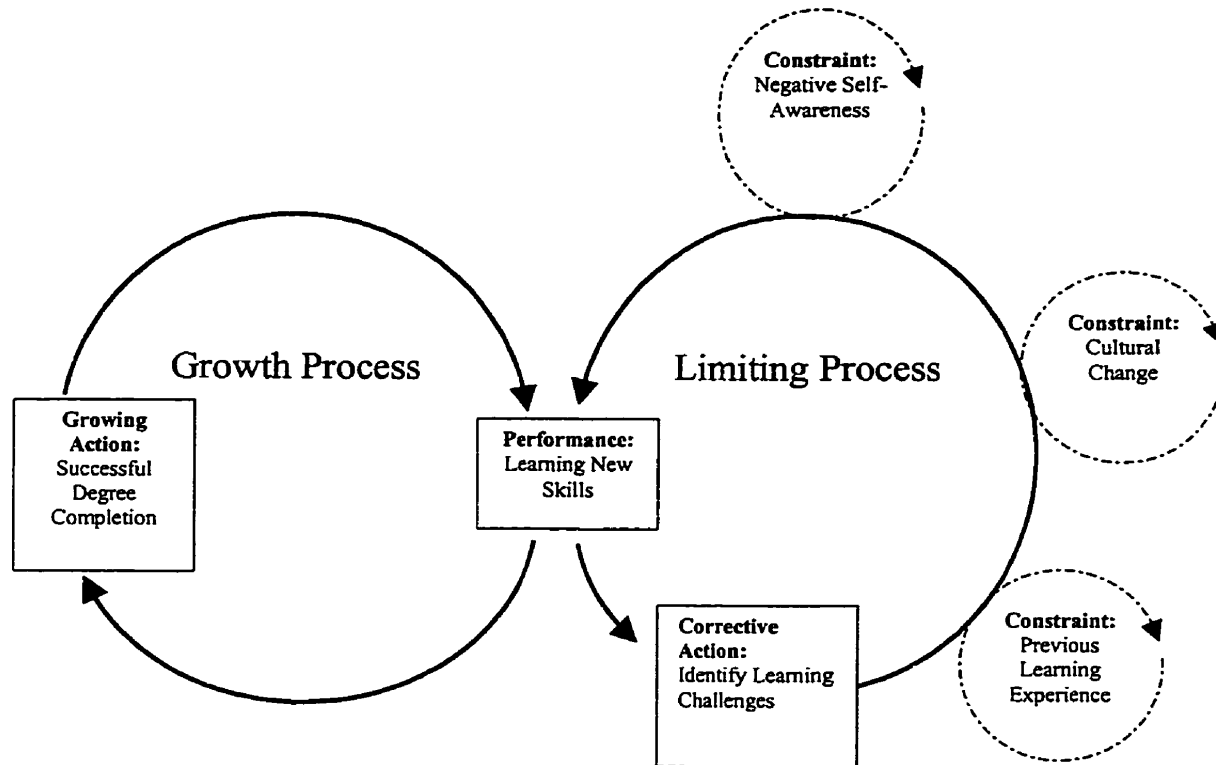 Constraint:
Negative Self-
Awareness
Constraint:
Cultural
Change
Growth Process
Limiting Process
Growing
Action:
Successful
Degree
Completion
Performance:
Learning New
Skills
Corrective
Action:
Identify Learning
Challenges
Constraint:
Previous
Learning
Experience